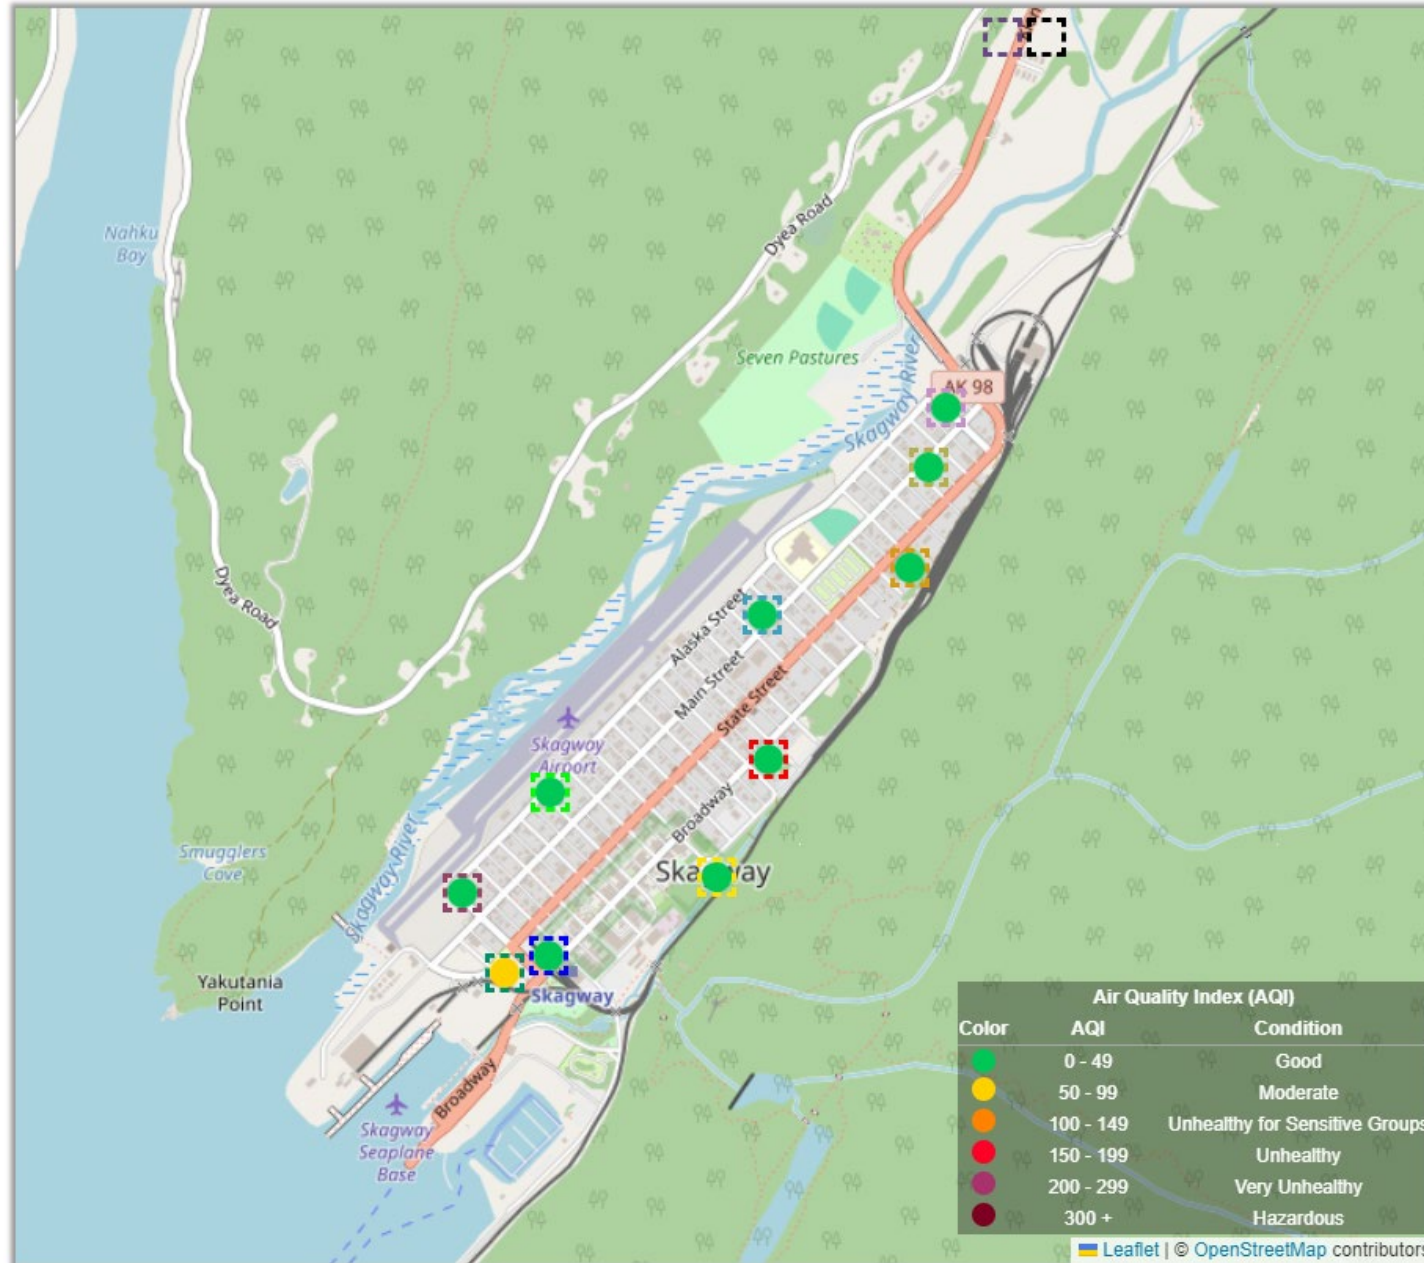 Nahku
Bay
Dyea Road
Seven Pastures
Skagway River
AK 98
Dyea Road
Alaska Street
Main Street
State Street
Skagway
Airport
Broadway
Smugglers
Cove
Skagway River
Skagway
Yakutania
Point
Skagway
Broadway
Skagway
Seaplane
Base
Air Quality Index (AQI)
Color AQI Condition
0 - 49 Good
50 - 99 Moderate
100 - 149 Unhealthy for Sensitive Groups
150 - 199 Unhealthy
200 - 299 Very Unhealthy
300 + Hazardous
Leaflet | © OpenStreetMap contributors